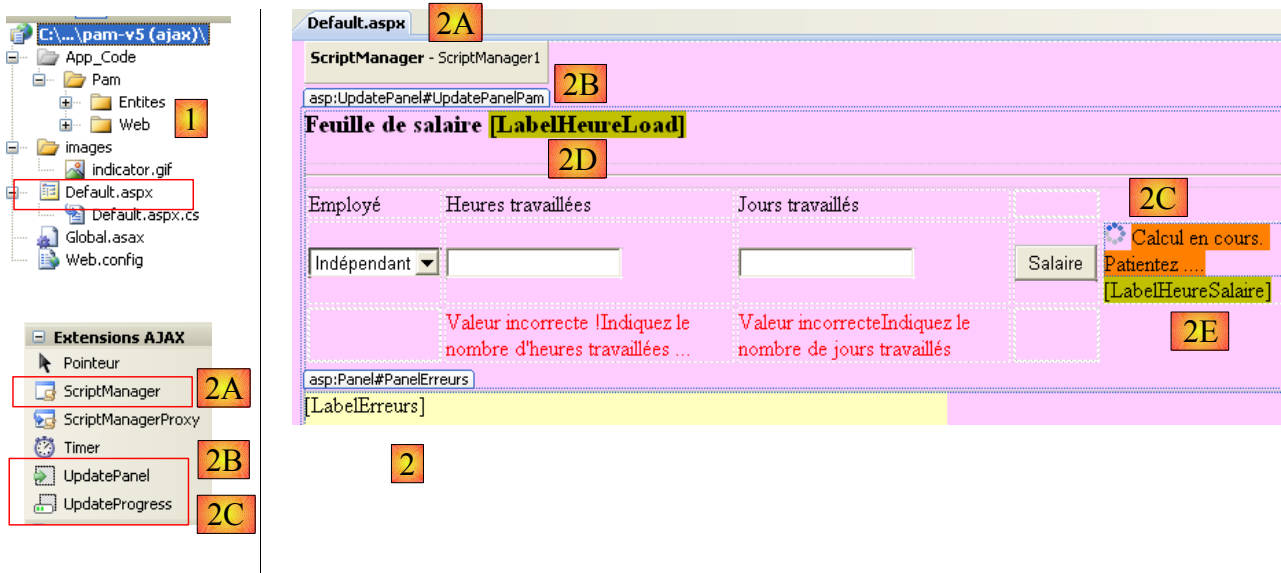 C:\...\pam-v5 (ajax)\
App_Code
Pam
Entites
Web
1
images
indicator.gif
Default.aspx
Default.aspx.cs
Global.asax
Web.config
Extensions AJAX
Pointeur
ScriptManager
2A
ScriptManagerProxy
Timer
2B
UpdatePanel
UpdateProgress
2C
Default.aspx
2A
ScriptManager - ScriptManager1
2B
asp:UpdatePanel#UpdatePanelPam
Feuille de salaire [LabelHeureLoad]
2D
2C
Employé Heures travaillées Jours travaillés
Indépendant Salaire
Calcul en cours.
Patientez ....
[LabelHeureSalaire]
2E
Valeur incorrecte !Indiquez le
nombre d'heures travaillées ...
Valeur incorrecteIndiquez le
nombre de jours travaillés
asp:Panel#PanelErreurs
[LabelErreurs]
2